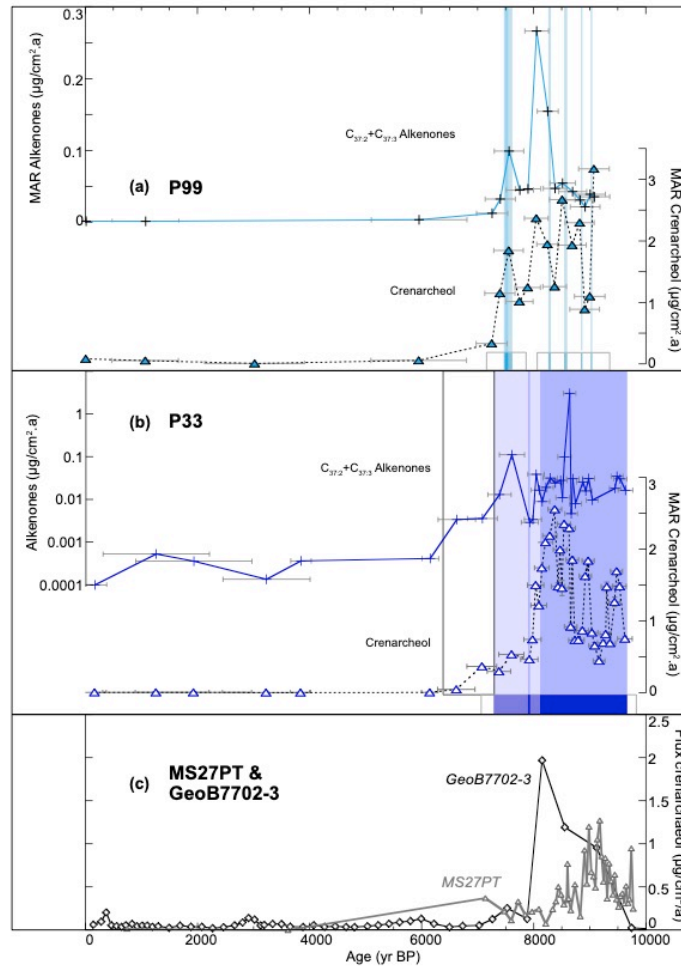 0.3
0.2
0.1
0
MAR Alkenones (µg/cm².a)
C37:2+C37:3 Alkenones
(a) P99
Crenarcheol
3
2
1
0
MAR Crenarcheol (µg/cm².a)
1
0.1
0.01
0.001
0.0001
Alkenones (µg/cm².a)
(b) P33
C37:2+C37:3 Alkenones
Crenarcheol
3
2
1
0
MAR Crenarcheol (µg/cm².a)
(c) MS27PT &
GeoB7702-3
GeoB7702-3
MS27PT
2.5
2
1.5
1
0.5
0
Flux crenarchaeol (µg/cm²/a)
0 2000 4000 6000 8000 10000
Age (yr BP)